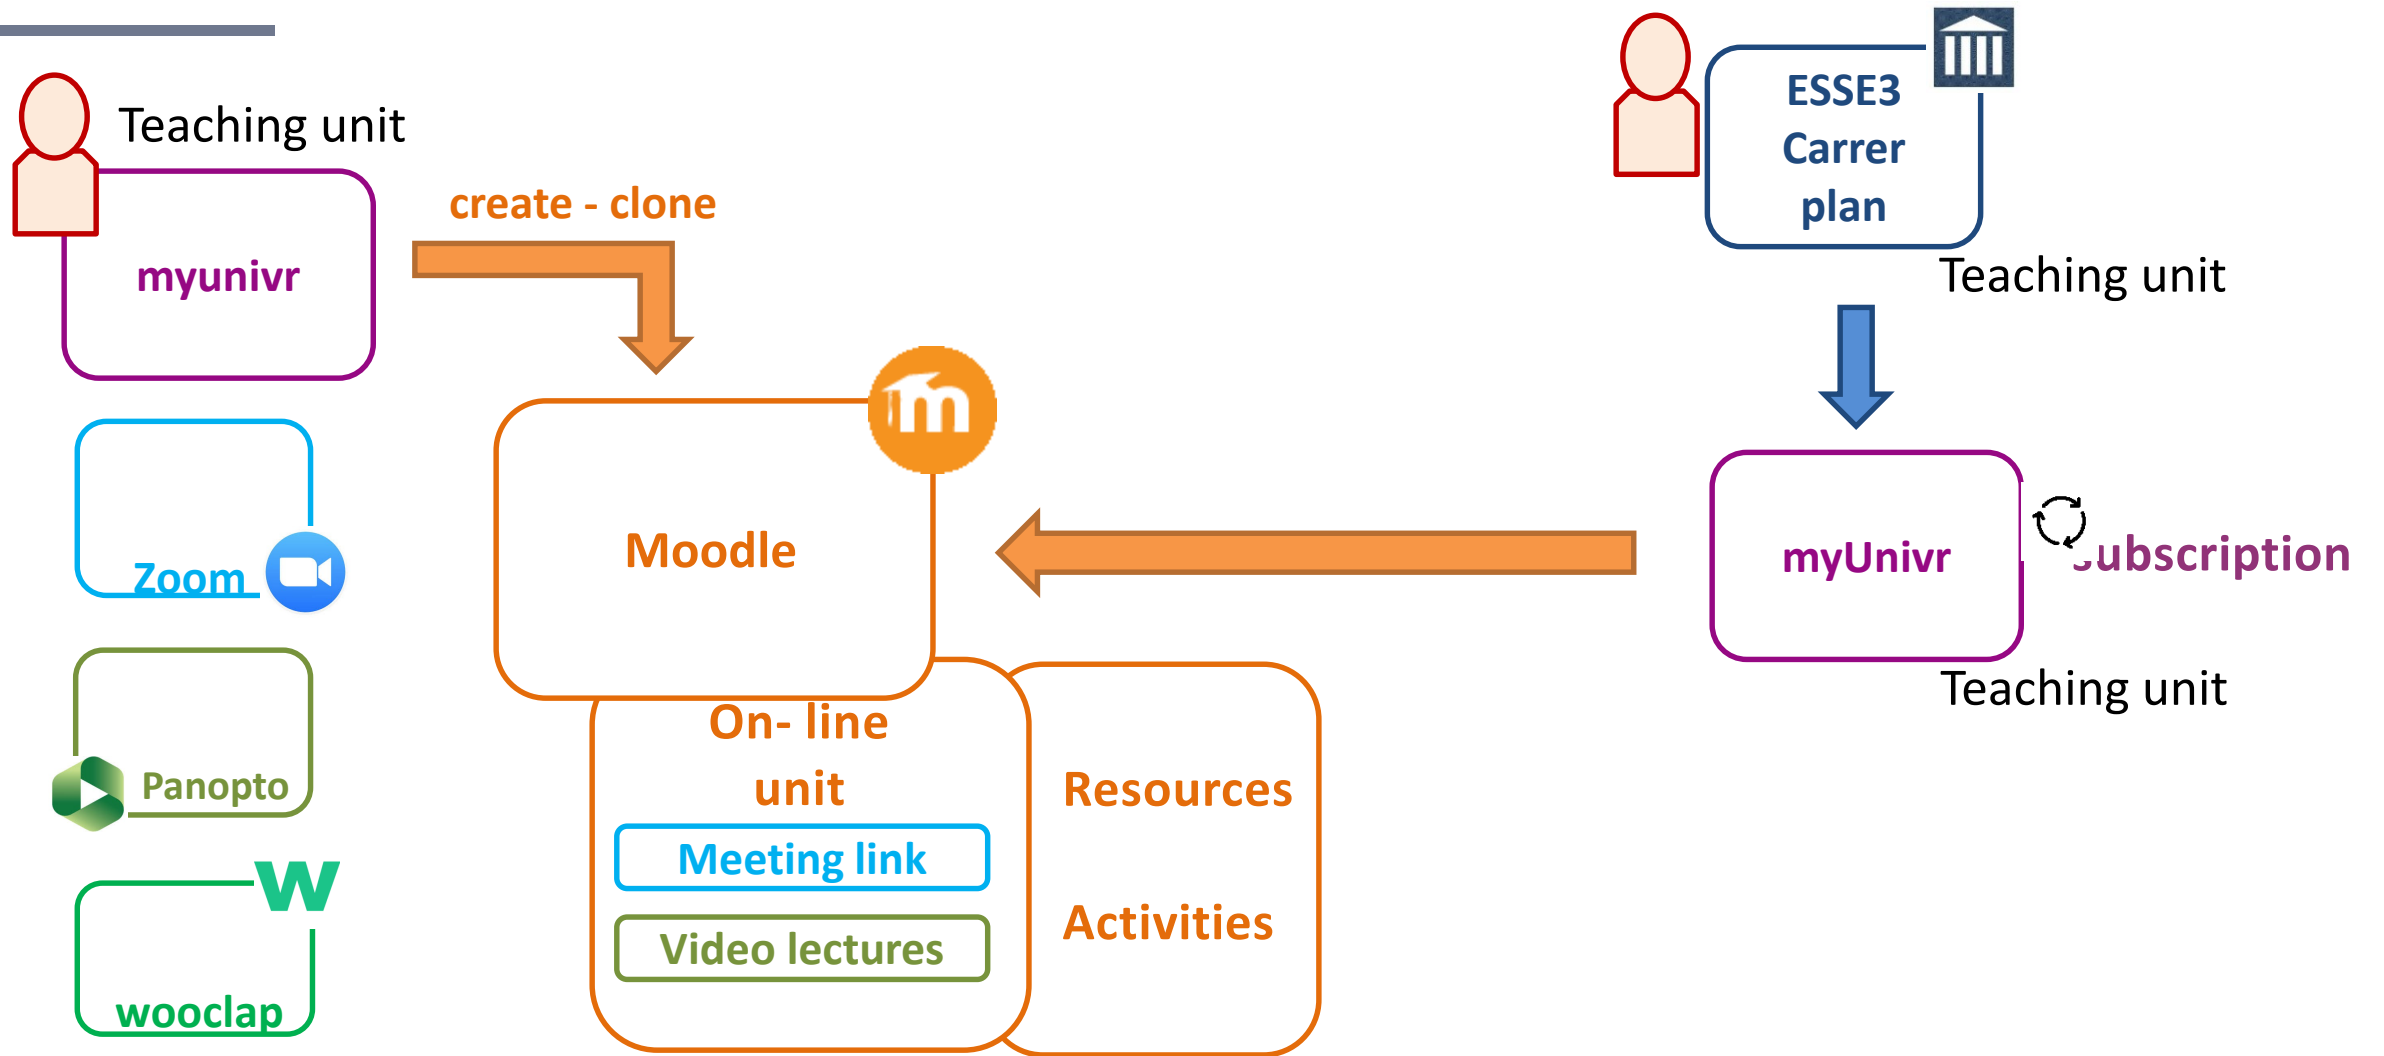 Teaching unit
myunivr
create - clone
Zoom
Panopto
W
wooclap
m
Moodle
On- line
unit
Meeting link
Video lectures
Resources
Activities
ESSE3
Carrer
plan
Teaching unit
myUnivr
subscription
Teaching unit